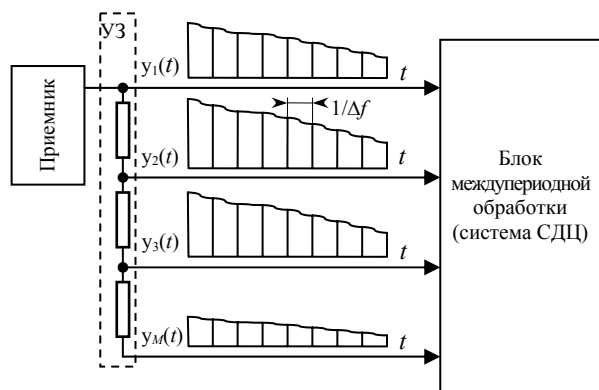 УЗ
Приемник
y₁(t)
t
1/Δf
y₂(t)
t
y₃(t)
t
yM(t)
t
Блок
междупериодной
обработки
(система СДЦ)